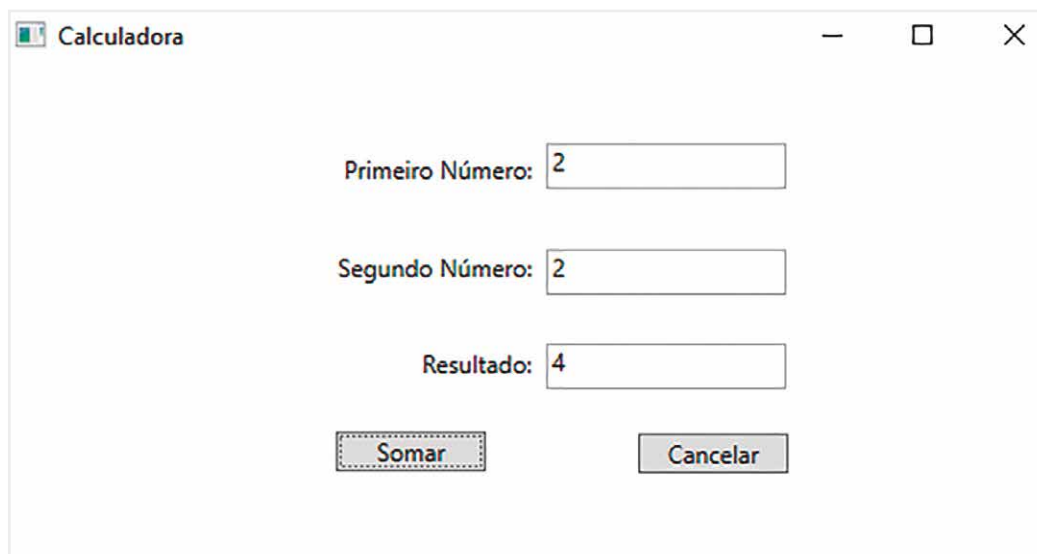 Calculadora
Primeiro Número: 2
Segundo Número: 2
Resultado: 4
Somar Cancelar